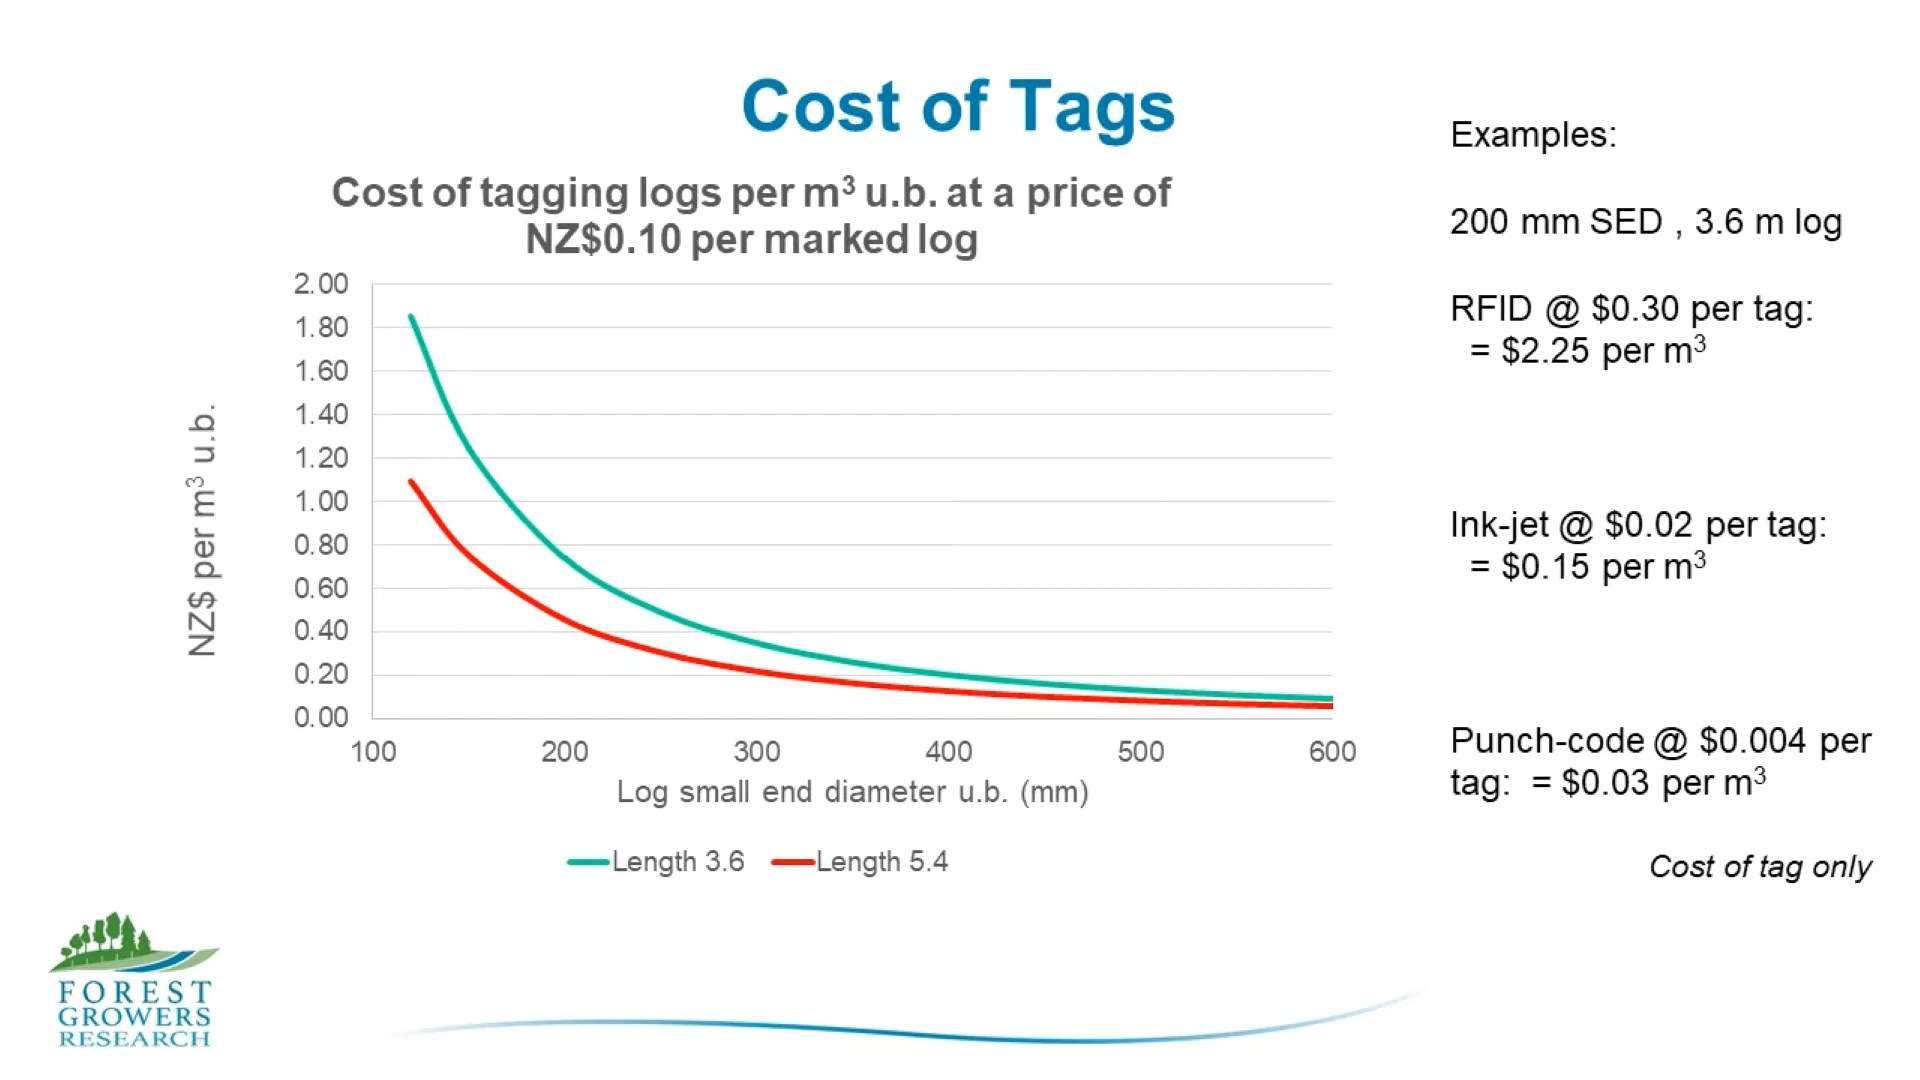 Cost of Tags
Cost of tagging logs per m³ u.b. at a price of
NZ$0.10 per marked log
2.00
1.80
1.60
1.40
1.20
1.00
0.80
0.60
0.40
0.20
0.00
NZ$ per m³ u.b.
100 200 300 400 500 600
Log small end diameter u.b. (mm)
Length 3.6 Length 5.4
Examples:
200 mm SED , 3.6 m log
RFID @ $0.30 per tag:
= $2.25 per m³
Ink-jet @ $0.02 per tag:
= $0.15 per m³
Punch-code @ $0.004 per
tag: = $0.03 per m³
Cost of tag only
FOREST
GROWERS
RESEARCH